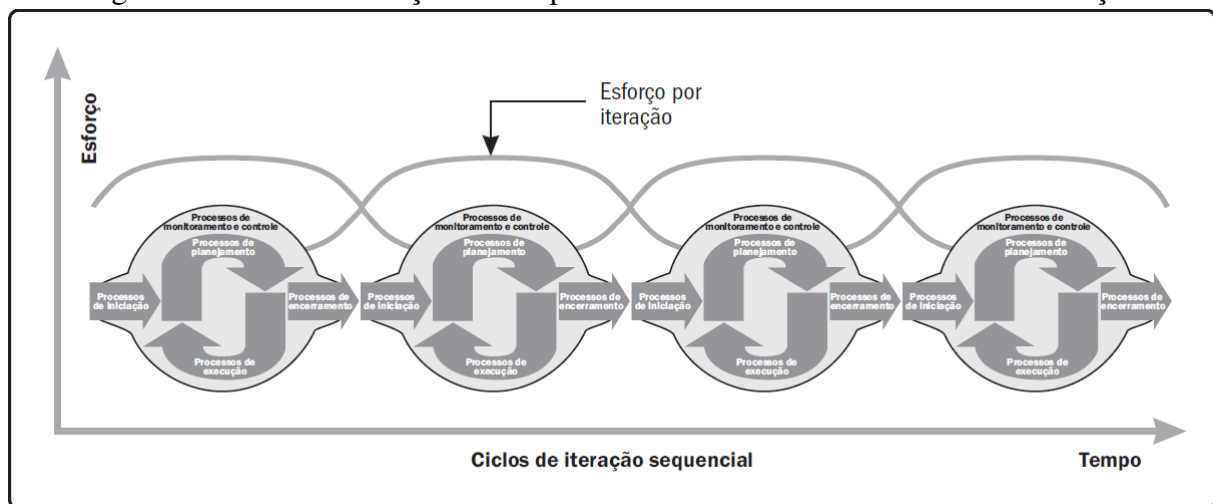 Esforço
Esforço por
iteração
Processos de
monitoramento e controle
Processos de
planejamento
Processos
de iniciação
Processos de
encerramento
Processos de
execução
Processos de
monitoramento e controle
Processos de
planejamento
Processos
de iniciação
Processos de
encerramento
Processos de
execução
Processos de
monitoramento e controle
Processos de
planejamento
Processos
de iniciação
Processos de
encerramento
Processos de
execução
Processos de
monitoramento e controle
Processos de
planejamento
Processos
de iniciação
Processos de
encerramento
Processos de
execução
Ciclos de iteração sequencial
Tempo